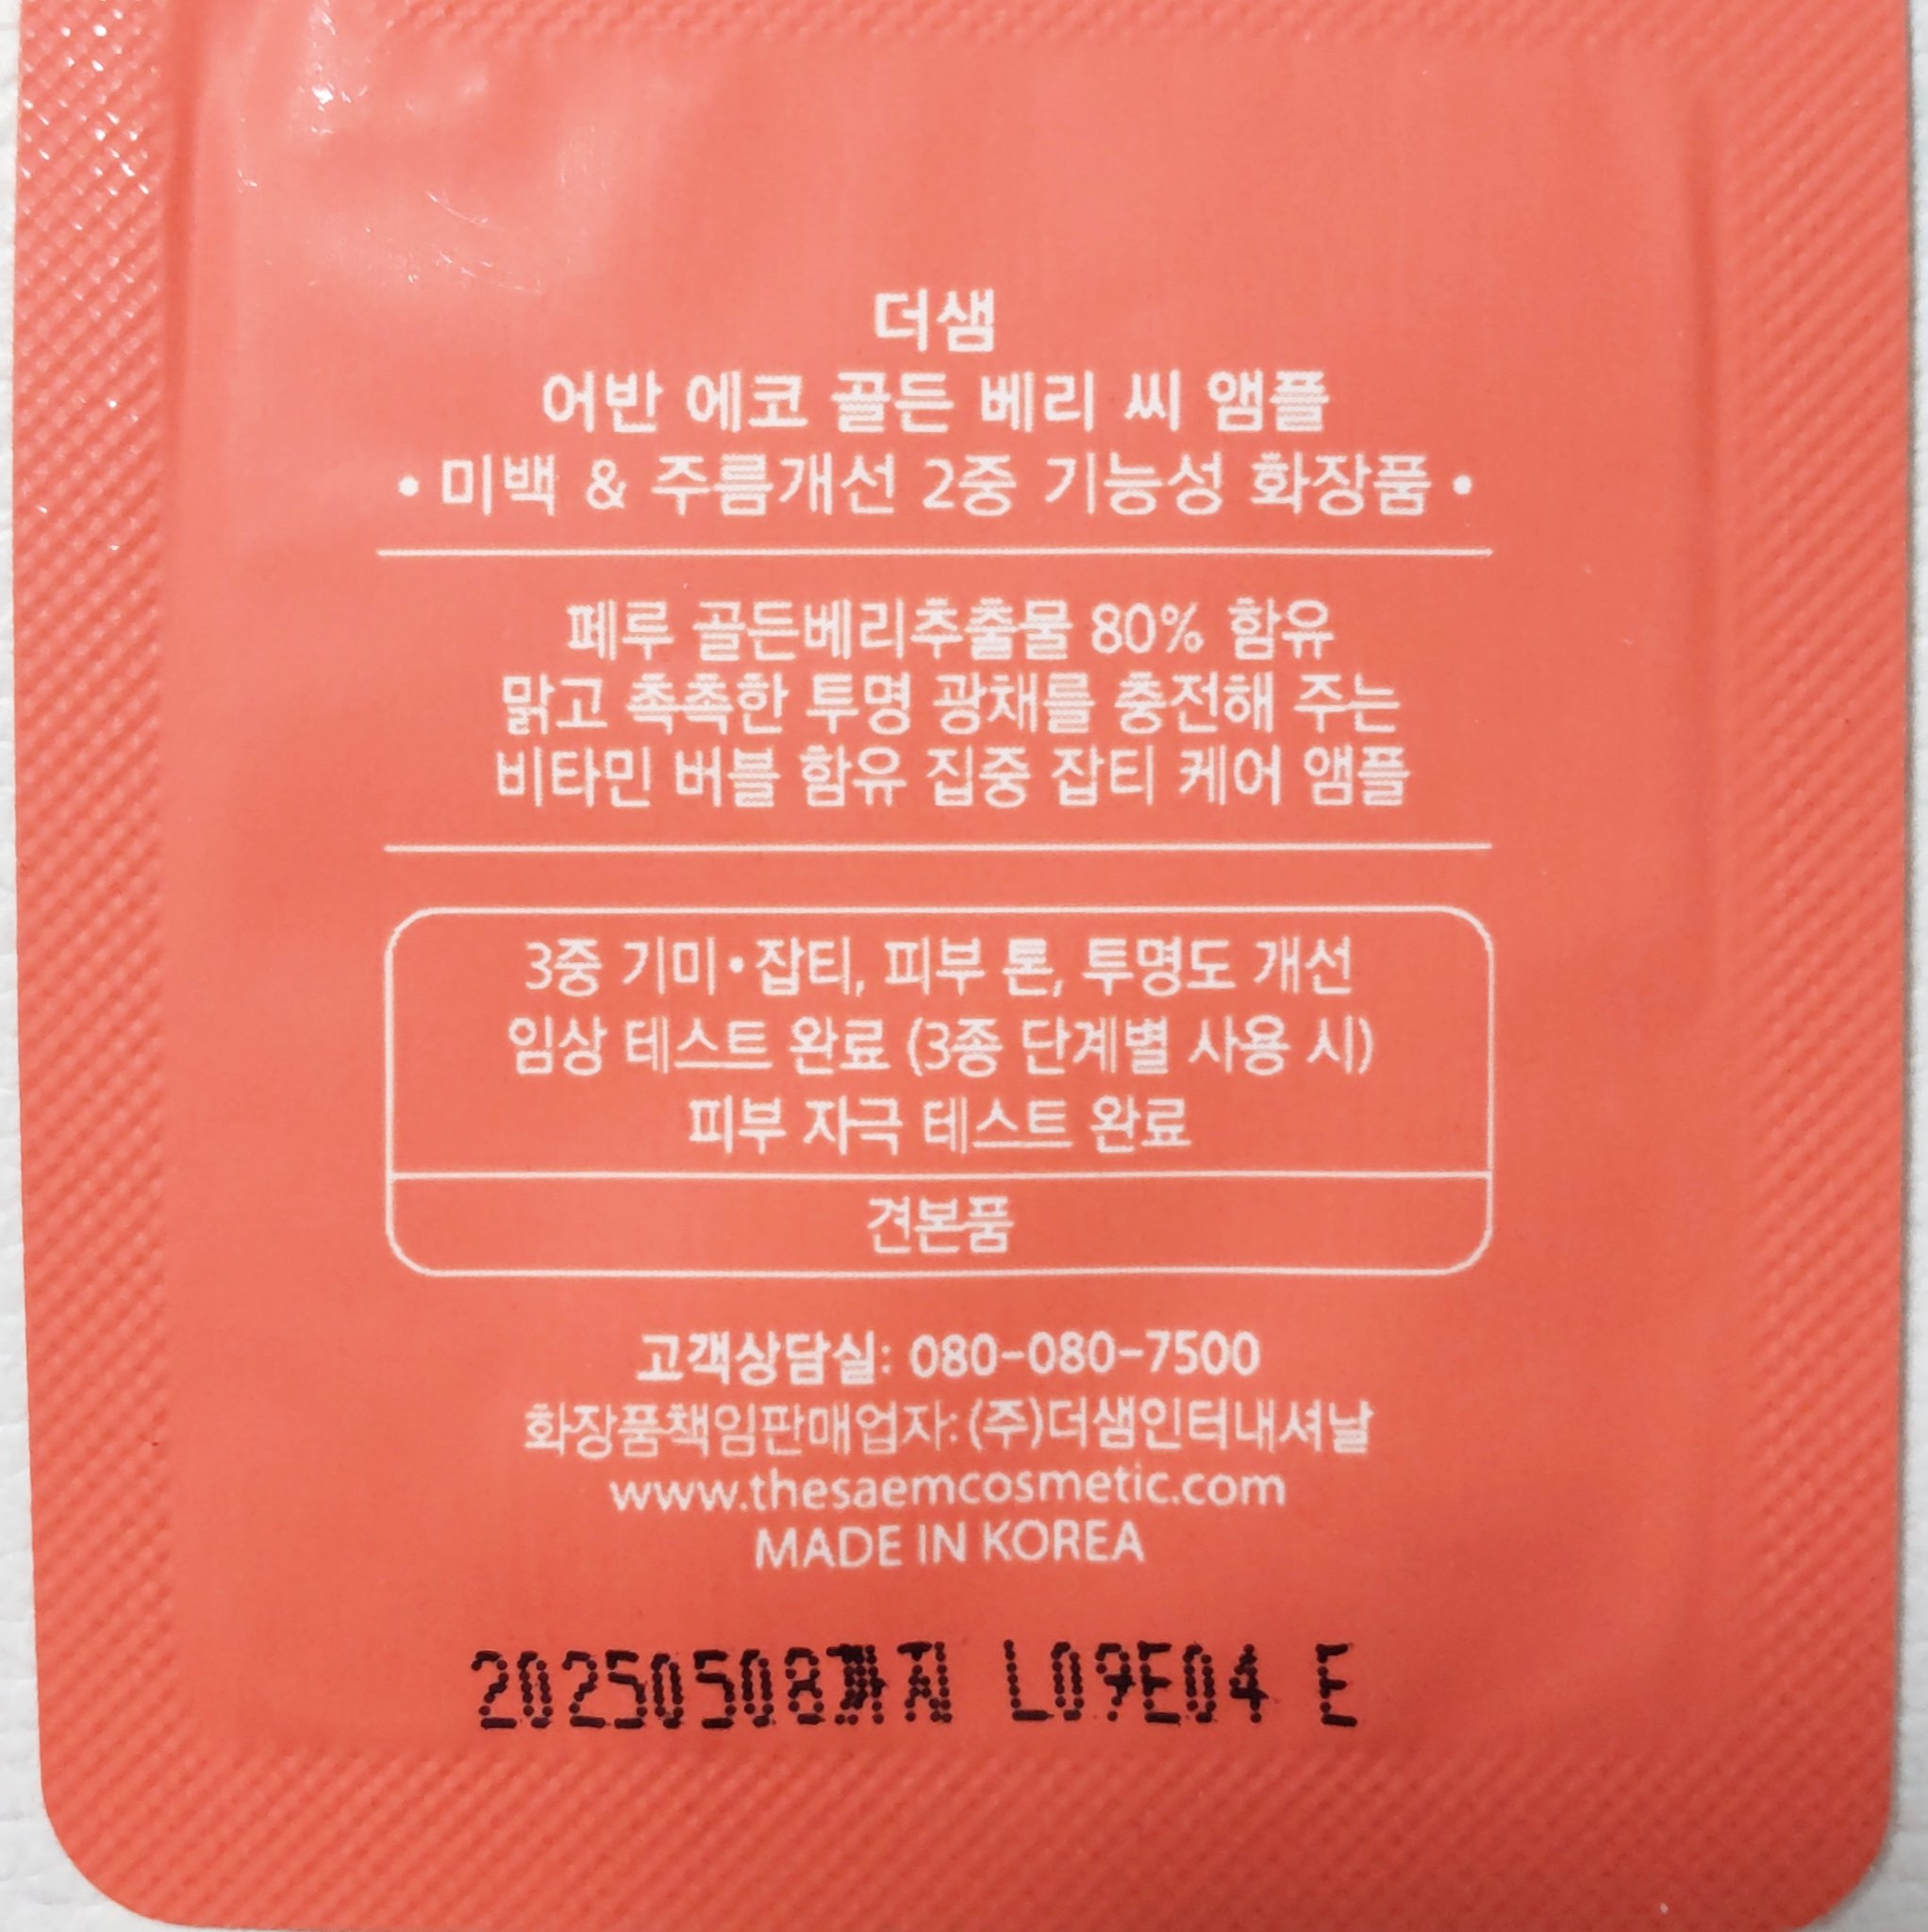 더샘
어반 에코 골든 베리 씨 앰플
• 미백 & 주름개선 2중 기능성 화장품 •
페루 골든베리추출물 80% 함유
맑고 촉촉한 투명 광채를 충전해 주는
비타민 버블 함유 집중 잡티 케어 앰플
3중 기미•잡티, 피부 톤, 투명도 개선
임상 테스트 완료 (3종 단계별 사용 시)
피부 자극 테스트 완료
견본품
고객상담실: 080-080-7500
화장품책임판매업자: (주)더샘인터내셔날
www.thesaemcosmetic.com
MADE IN KOREA
20250508까지 L09E04 E